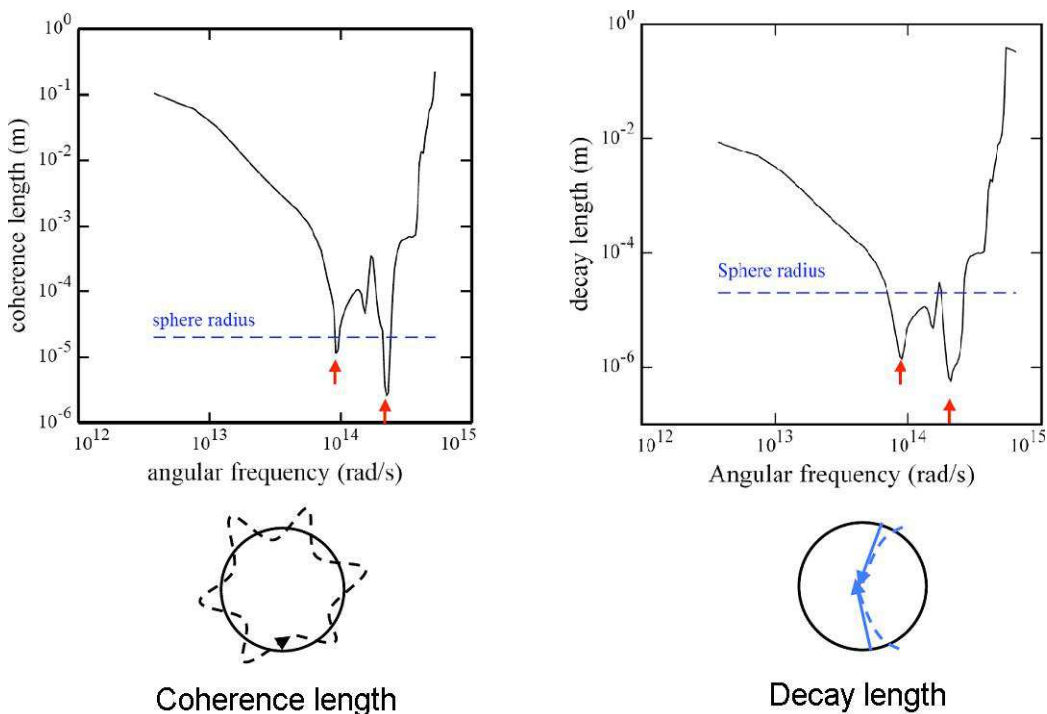 10^0
10^-1
10^-2
10^-3
10^-4
10^-5
10^-6
coherence length (m)
sphere radius
10^12
10^13
10^14
10^15
angular frequency (rad/s)
Coherence length
10^0
10^-2
10^-4
10^-6
decay length (m)
Sphere radius
10^12
10^13
10^14
10^15
Angular frequency (rad/s)
Decay length